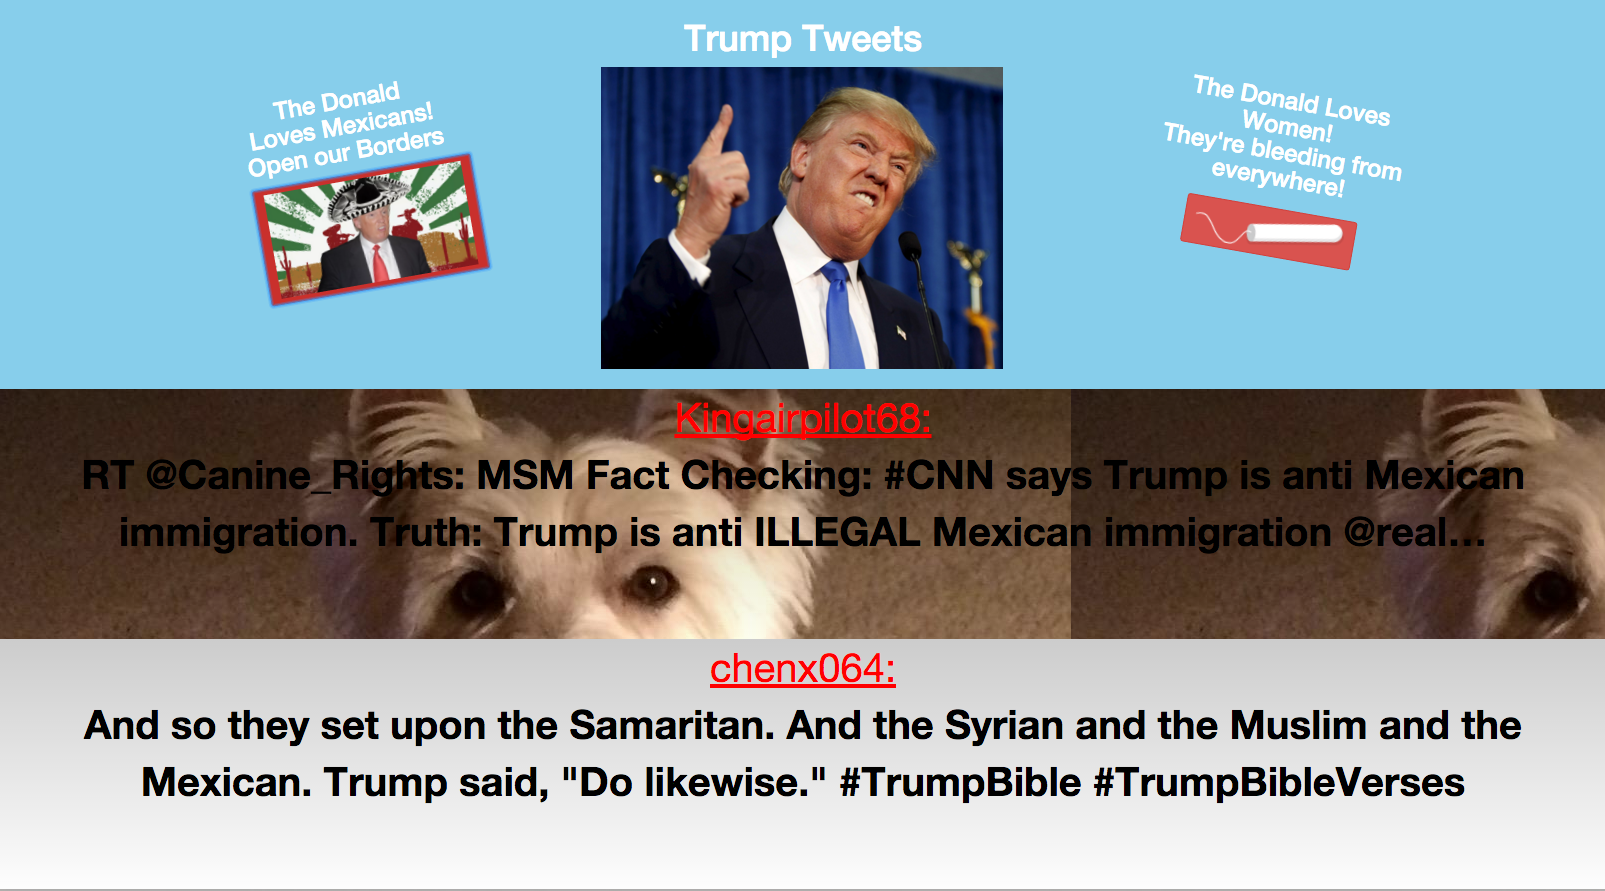 Trump Tweets
The Donald
Loves Mexicans!
Open our Borders
The Donald Loves
Women!
They're bleeding from
everywhere!
Kingairpilot68:
RT @Canine_Rights: MSM Fact Checking: #CNN says Trump is anti Mexican
immigration. Truth: Trump is anti ILLEGAL Mexican immigration @real…
chenx064:
And so they set upon the Samaritan. And the Syrian and the Muslim and the
Mexican. Trump said, "Do likewise." #TrumpBible #TrumpBibleVerses